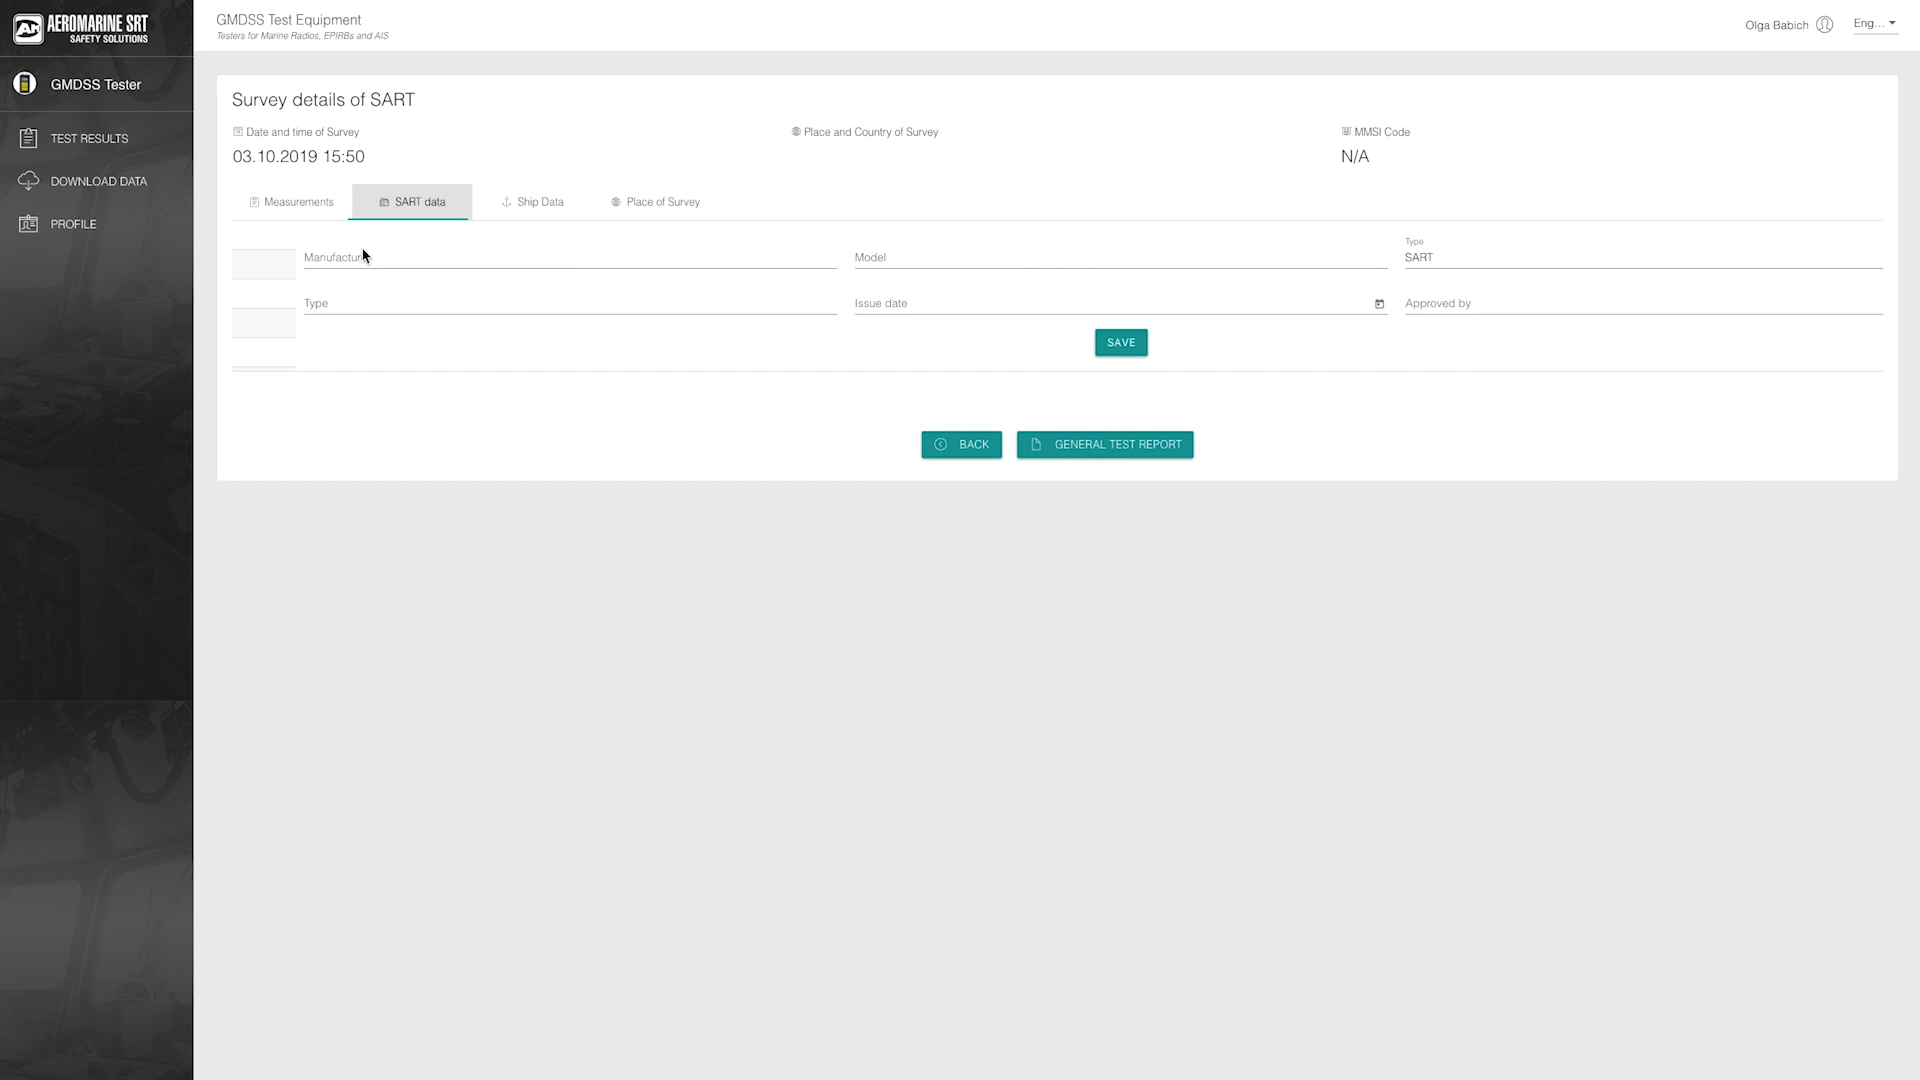 AEROMARINE SRT
SAFETY SOLUTIONS
GMDSS Test Equipment
Testers for Marine Radios, EPIRBs and AIS
Olga Babich
Eng...
GMDSS Tester
TEST RESULTS
DOWNLOAD DATA
PROFILE
Survey details of SART
Date and time of Survey
Place and Country of Survey
MMSI Code
03.10.2019 15:50
N/A
Measurements
SART data
Ship Data
Place of Survey
Manufactur
Model
Type
SART
Type
Issue date
Approved by
SAVE
BACK
GENERAL TEST REPORT